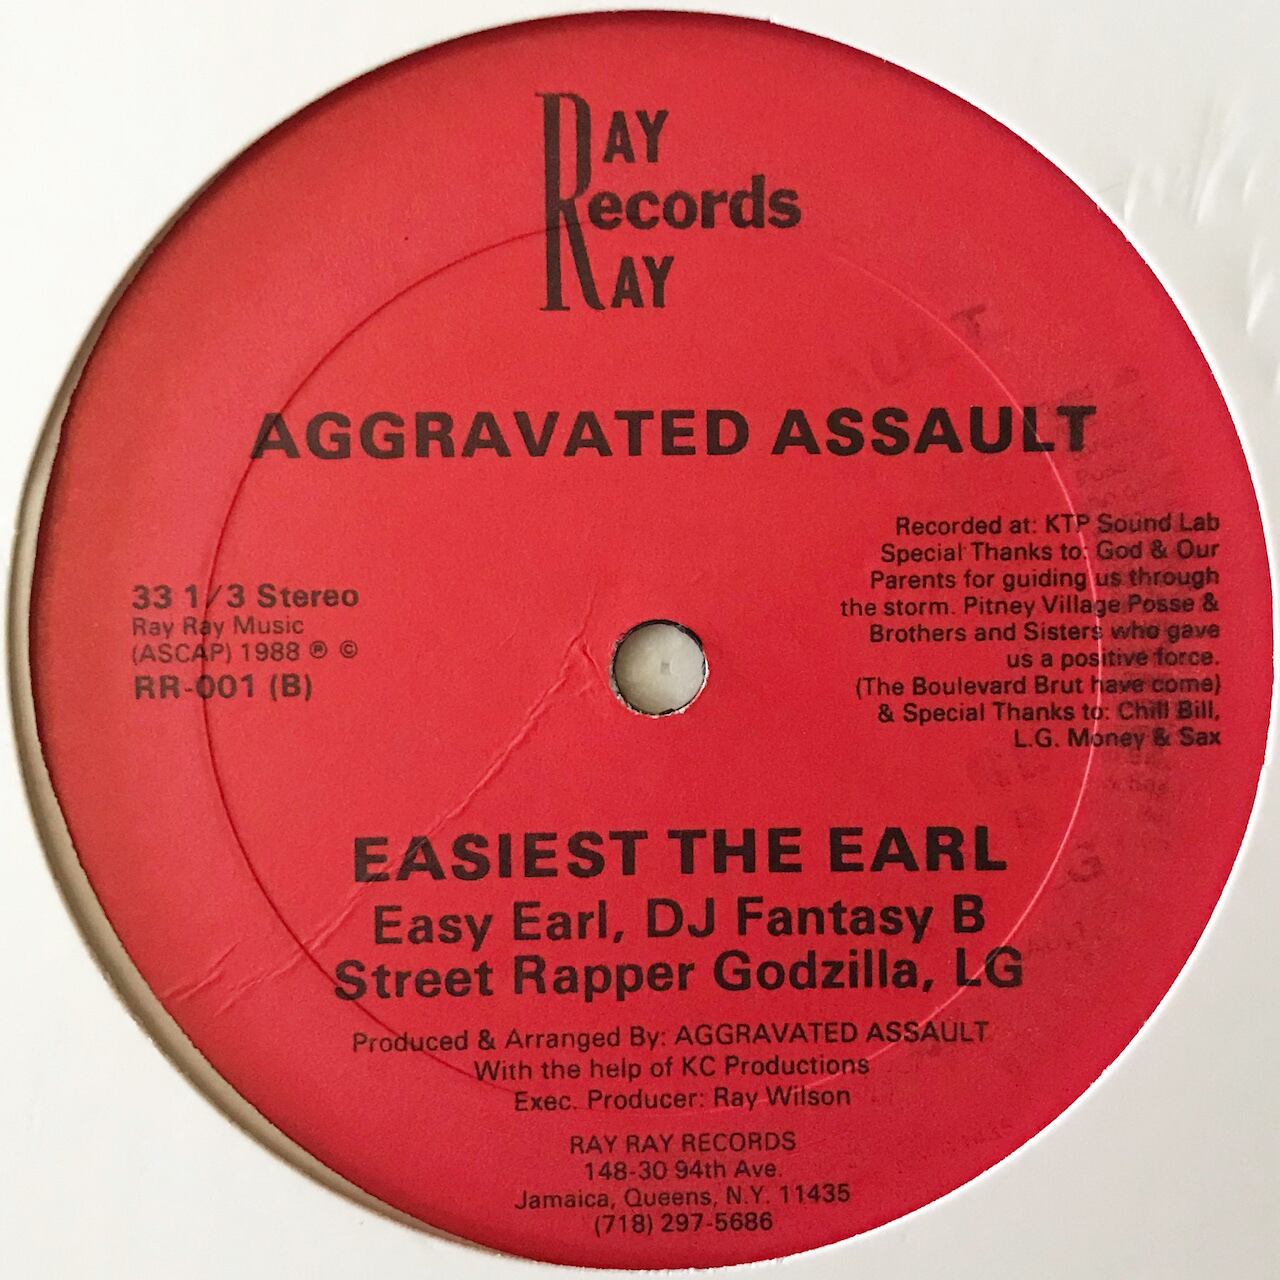 RAY
Records
RAY
AGGRAVATED ASSAULT
33 1/3 Stereo
Ray Ray Music
(ASCAP) 1988 ℗ ©
RR-001 (B)
Recorded at: KTP Sound Lab
Special Thanks to: God & Our
Parents for guiding us through
the storm. Pitney Village Posse &
Brothers and Sisters who gave
us a positive force.
(The Boulevard Brut have come)
& Special Thanks to: Chill Bill,
L.G. Money & Sax
EASIEST THE EARL
Easy Earl, DJ Fantasy B
Street Rapper Godzilla, LG
Produced & Arranged By: AGGRAVATED ASSAULT
With the help of KC Productions
Exec. Producer: Ray Wilson
RAY RAY RECORDS
148-30 94th Ave.
Jamaica, Queens, N.Y. 11435
(718) 297-5686